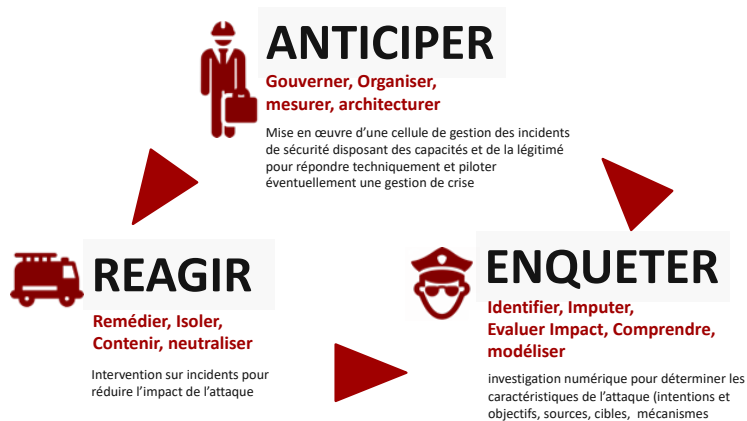 ANTICIPER
Gouverner, Organiser,
mesurer, architecturer
Mise en œuvre d'une cellule de gestion des incidents
de sécurité disposant des capacités et de la légitimé
pour répondre techniquement et piloter
éventuellement une gestion de crise
REAGIR
Remédier, Isoler,
Contenir, neutraliser
Intervention sur incidents pour
réduire l'impact de l'attaque
ENQUETER
Identifier, Imputer,
Evaluer Impact, Comprendre,
modéliser
investigation numérique pour déterminer les
caractéristiques de l'attaque (intentions et
objectifs, sources, cibles, mécanismes